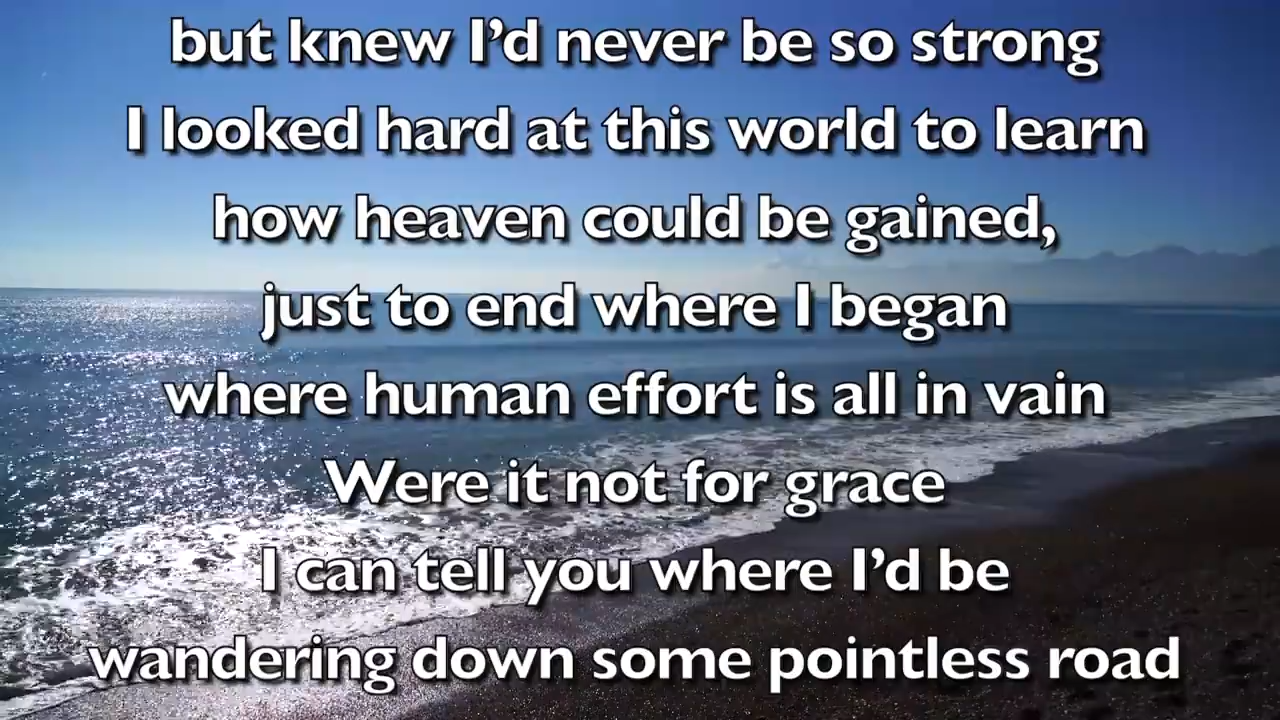 but knew I’d never be so strong
I looked hard at this world to learn
how heaven could be gained,
just to end where I began
where human effort is all in vain
Were it not for grace
I can tell you where I’d be
wandering down some pointless road